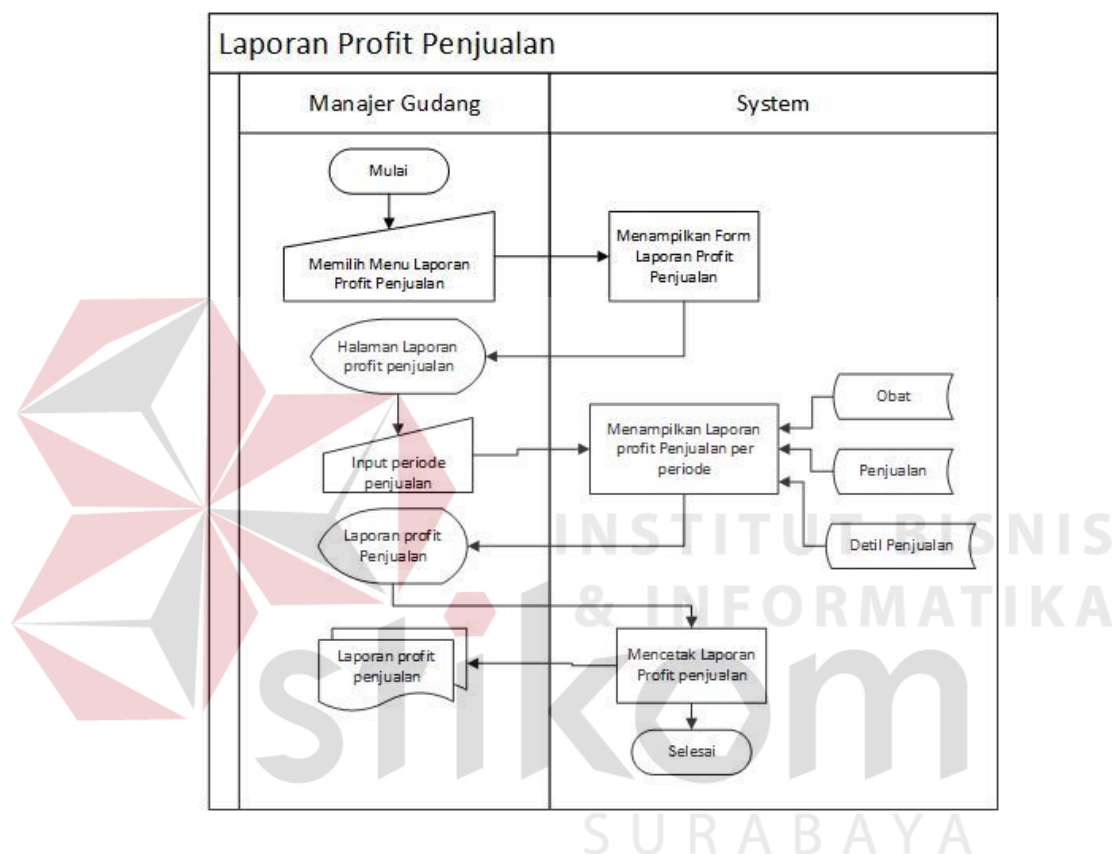 Laporan Profit Penjualan
Manajer Gudang
System
Mulai
Memilih Menu Laporan
Profit Penjualan
Menampilkan Form
Laporan Profit
Penjualan
Halaman Laporan
profit penjualan
Input periode
penjualan
Menampilkan Laporan
profit Penjualan per
periode
Obat
Penjualan
Detil Penjualan
Laporan profit
Penjualan
Mencetak Laporan
Profit penjualan
Laporan profit
penjualan
Selesai
INSTITUT BISNIS
& INFORMATIKA
stikom
SURABAYA